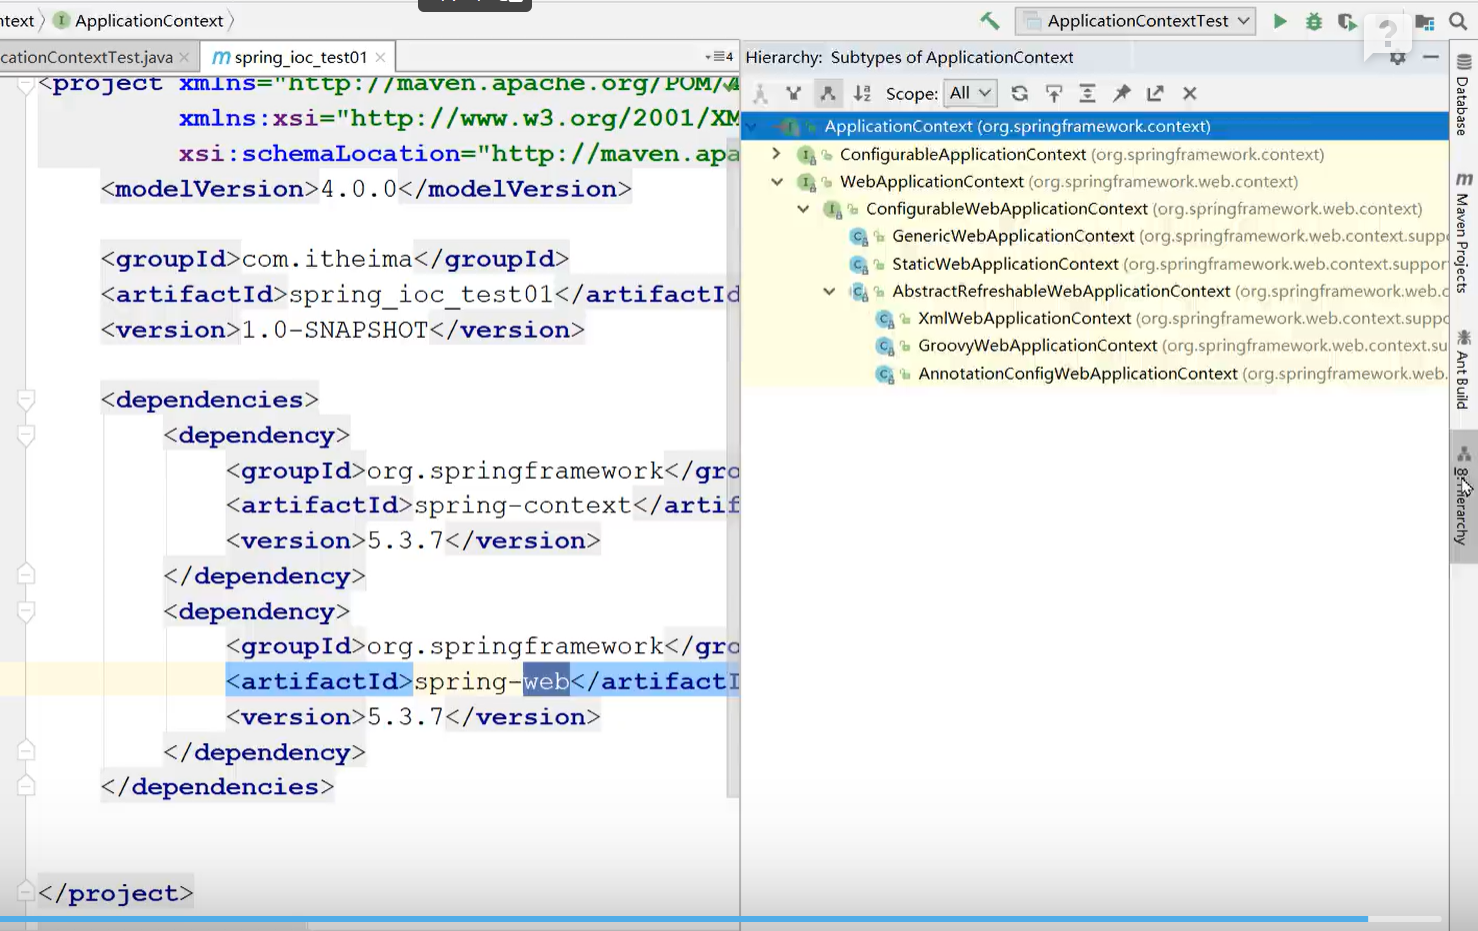 ntext
ApplicationContext
ApplicationContextTest
cationContextTest.java
spring_ioc_test01
4
<project xmlns="http://maven.apache.org/POM/4
xmlns:xsi="http://www.w3.org/2001/XM
xsi:schemaLocation="http://maven.apa
<modelVersion>4.0.0</modelVersion>
<groupId>com.itheima</groupId>
<artifactId>spring_ioc_test01</artifactId
<version>1.0-SNAPSHOT</version>
<dependencies>
<dependency>
<groupId>org.springframework</gro
<artifactId>spring-context</artif
<version>5.3.7</version>
</dependency>
<dependency>
<groupId>org.springframework</gro
<artifactId>spring-web</artifactI
<version>5.3.7</version>
</dependency>
</dependencies>
</project>
Hierarchy: Subtypes of ApplicationContext
Scope: All
ApplicationContext (org.springframework.context)
ConfigurableApplicationContext (org.springframework.context)
WebApplicationContext (org.springframework.web.context)
ConfigurableWebApplicationContext (org.springframework.web.context)
GenericWebApplicationContext (org.springframework.web.context.suppo
StaticWebApplicationContext (org.springframework.web.context.suppor
AbstractRefreshableWebApplicationContext (org.springframework.web.c
XmlWebApplicationContext (org.springframework.web.context.suppo
GroovyWebApplicationContext (org.springframework.web.context.su
AnnotationConfigWebApplicationContext (org.springframework.web.
Database
Maven Projects
Ant Build
8: Hierarchy